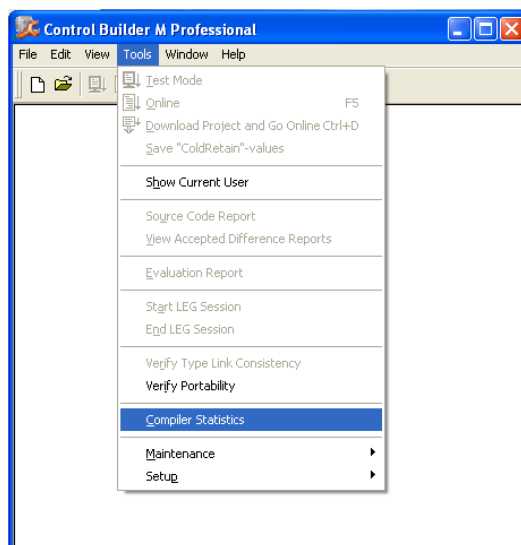 Control Builder M Professional
File Edit View Tools Window Help
Test Mode
Online F5
Download Project and Go Online Ctrl+D
Save "ColdRetain"-values
Show Current User
Source Code Report
View Accepted Difference Reports
Evaluation Report
Start LEG Session
End LEG Session
Verify Type Link Consistency
Verify Portability
Compiler Statistics
Maintenance
Setup